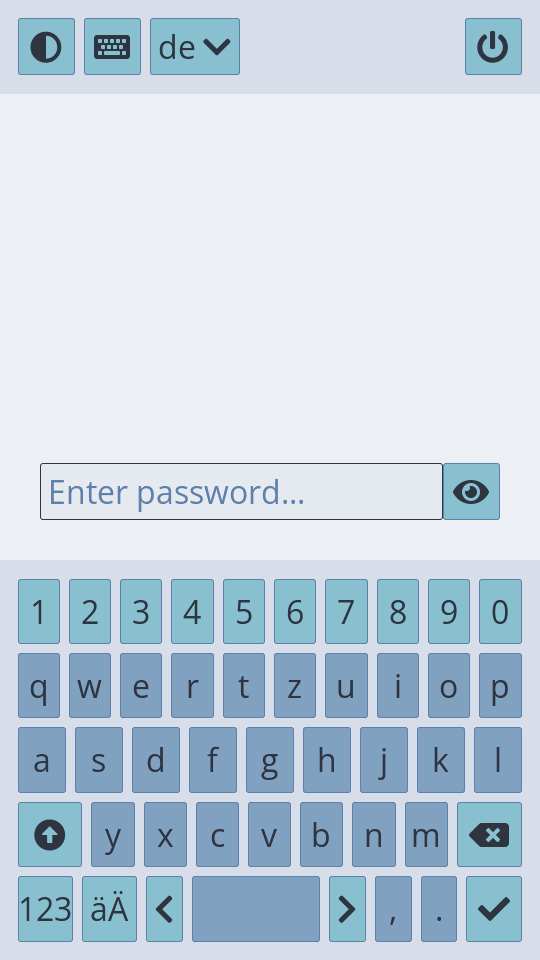 de
Enter password...
1 2 3 4 5 6 7 8 9 0
q w e r t z u i o p
a s d f g h j k l
y x c v b n m
123 äÄ , .